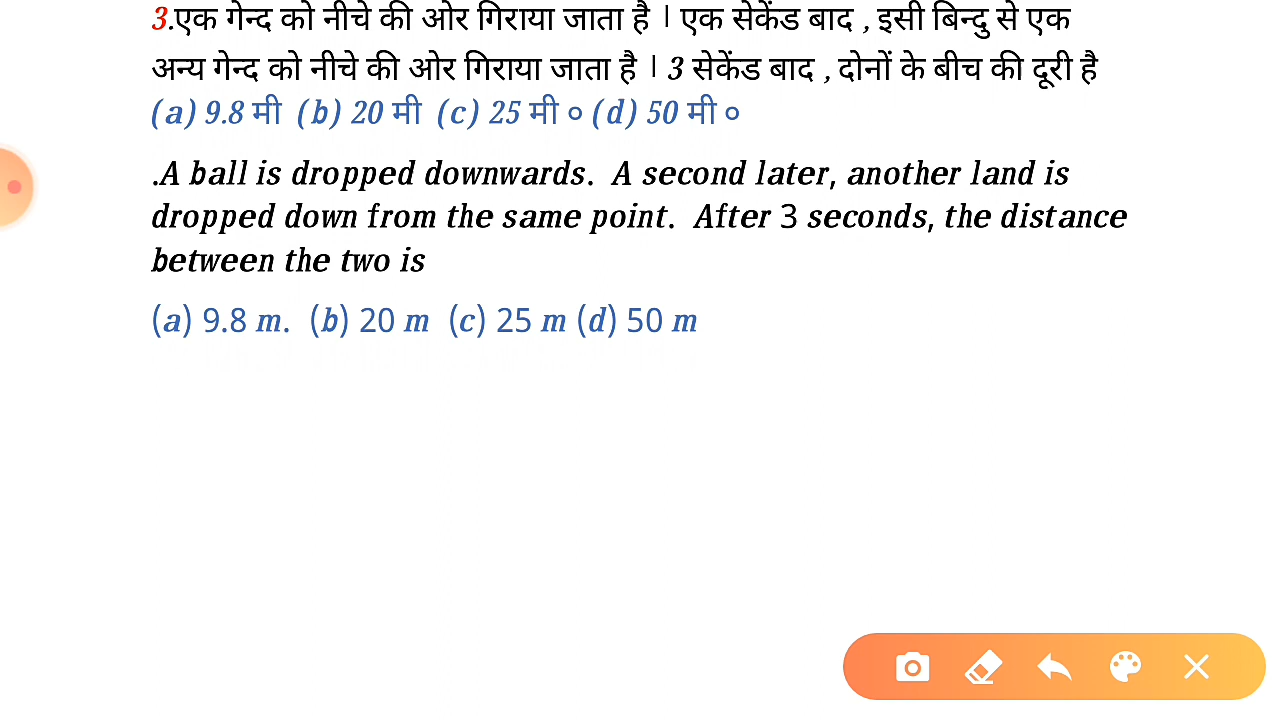 3.एक गेन्द को नीचे की ओर गिराया जाता है । एक सेकेंड बाद , इसी बिन्दु से एक
अन्य गेन्द को नीचे की ओर गिराया जाता है । 3 सेकेंड बाद , दोनों के बीच की दूरी है
(a) 9.8 मी (b) 20 मी (c) 25 मी ० (d) 50 मी ०
.A ball is dropped downwards. A second later, another land is
dropped down from the same point. After 3 seconds, the distance
between the two is
(a) 9.8 m. (b) 20 m (c) 25 m (d) 50 m